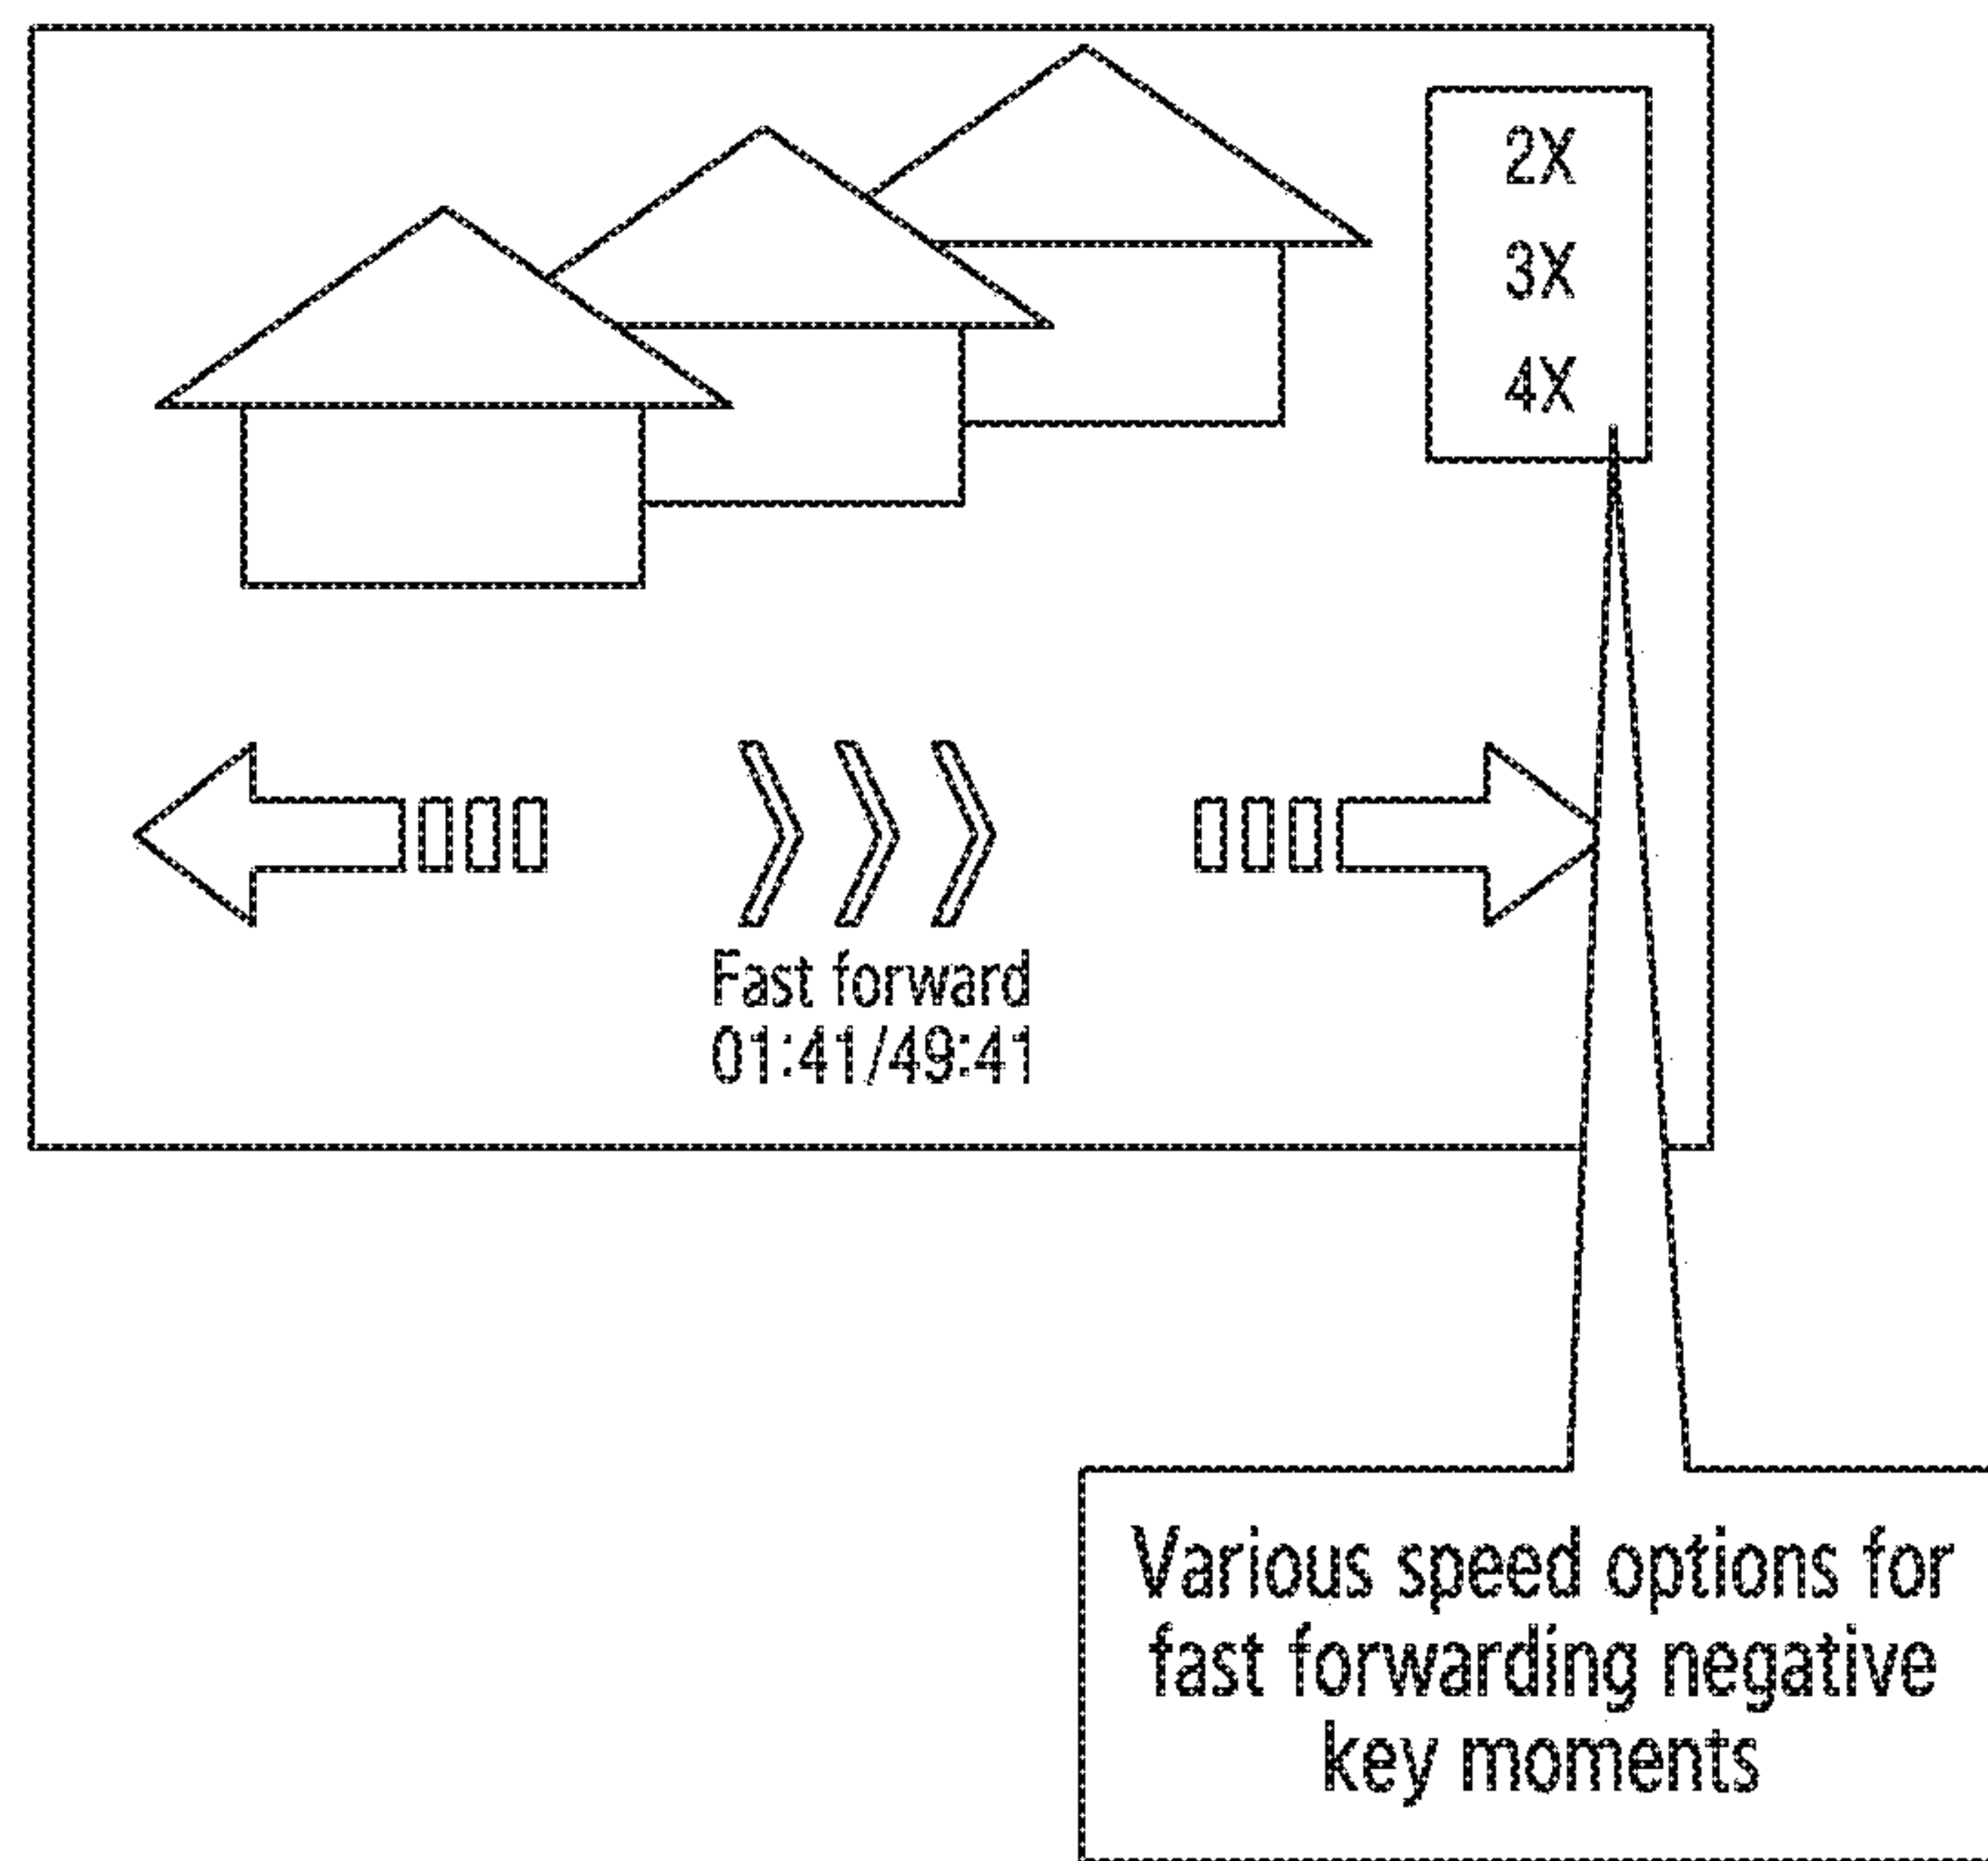 2X
3X
4X
Fast forward
01:41/49:41
Various speed options for
fast forwarding negative
key moments